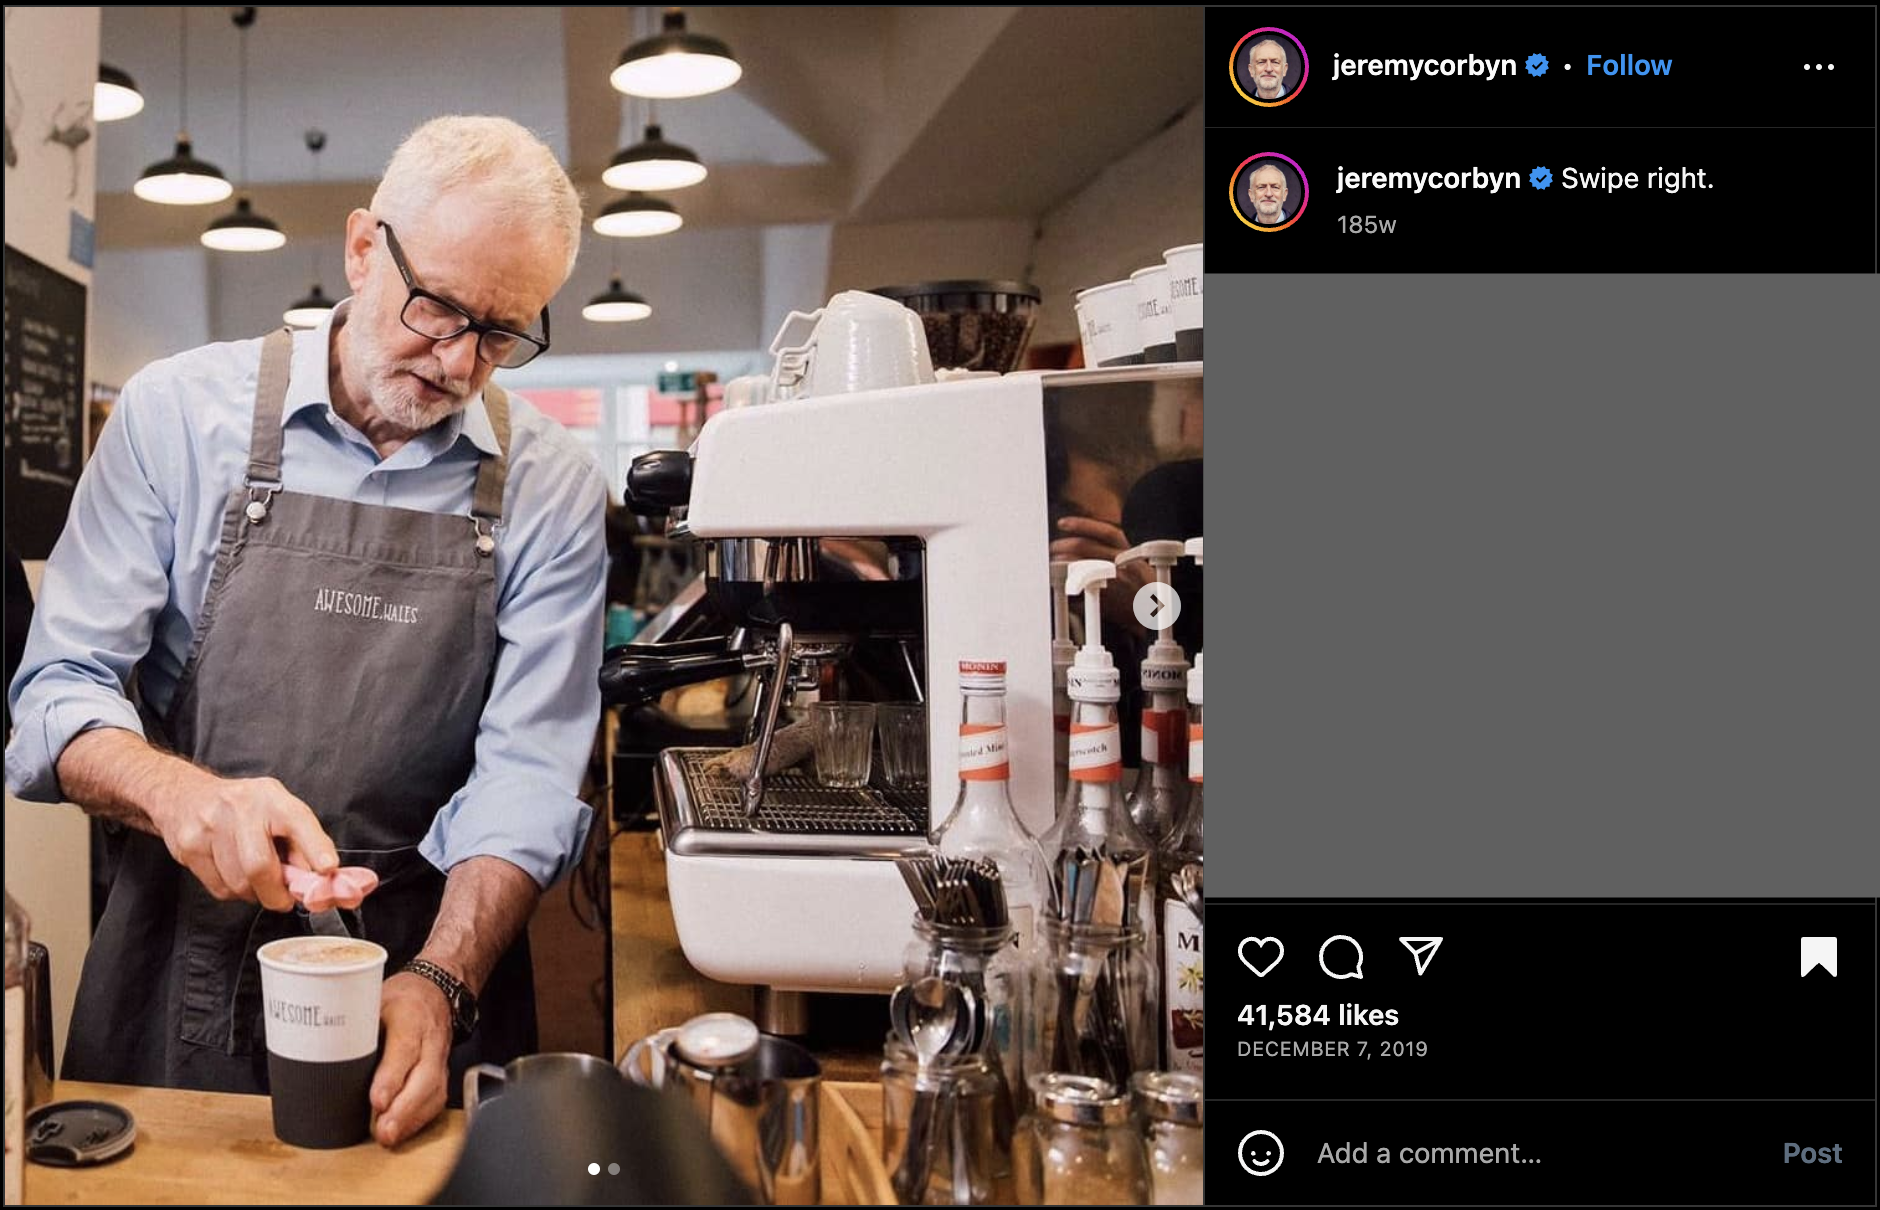 jeremycorbyn • Follow
jeremycorbyn Swipe right.
185w
AWESOME.WALES
AWESOME.WALES
MONIN
MONIN
41,584 likes
DECEMBER 7, 2019
Add a comment...
Post